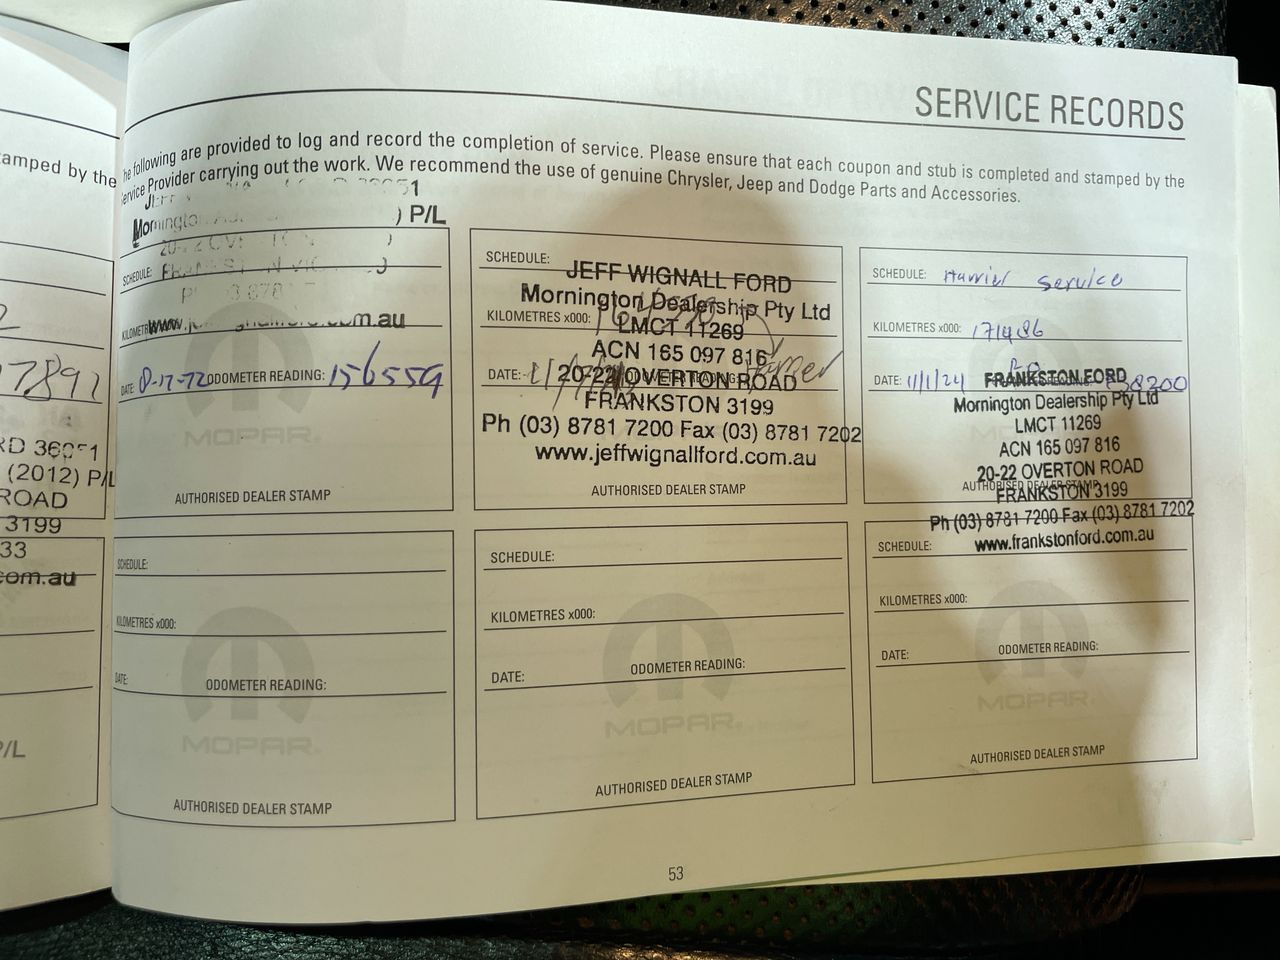 SERVICE RECORDS
The following are provided to log and record the completion of service. Please ensure that each coupon and stub is completed and stamped by the
Service Provider carrying out the work. We recommend the use of genuine Chrysler, Jeep and Dodge Parts and Accessories.
tamped by the
7891
RD 36051
(2012) P/L
ROAD
3199
33
com.au
P/L
Mornington P/L
SCHEDULE:
www. .com.au
DATE: 8-12-22 ODOMETER READING: 156559
MOPAR
AUTHORISED DEALER STAMP
SCHEDULE:
JEFF WIGNALL FORD
Mornington Dealership Pty Ltd
KILOMETRES x000:
LMCT 11269
ACN 165 097 816
DATE:
20-22 OVERTON ROAD
FRANKSTON 3199
Ph (03) 8781 7200 Fax (03) 8781 7202
www.jeffwignallford.com.au
AUTHORISED DEALER STAMP
SCHEDULE: Service
KILOMETRES x000: 171486
DATE: 11/1/24
FRANKSTON FORD
Mornington Dealership Pty Ltd
LMCT 11269
ACN 165 097 816
20-22 OVERTON ROAD
AUTHORISED DEALER STAMP
FRANKSTON 3199
Ph (03) 8781 7200 Fax (03) 8781 7202
www.frankstonford.com.au
SCHEDULE:
KILOMETRES x000:
DATE: ODOMETER READING:
MOPAR
AUTHORISED DEALER STAMP
SCHEDULE:
KILOMETRES x000:
DATE: ODOMETER READING:
MOPAR
AUTHORISED DEALER STAMP
SCHEDULE:
KILOMETRES x000:
DATE: ODOMETER READING:
MOPAR
AUTHORISED DEALER STAMP
53